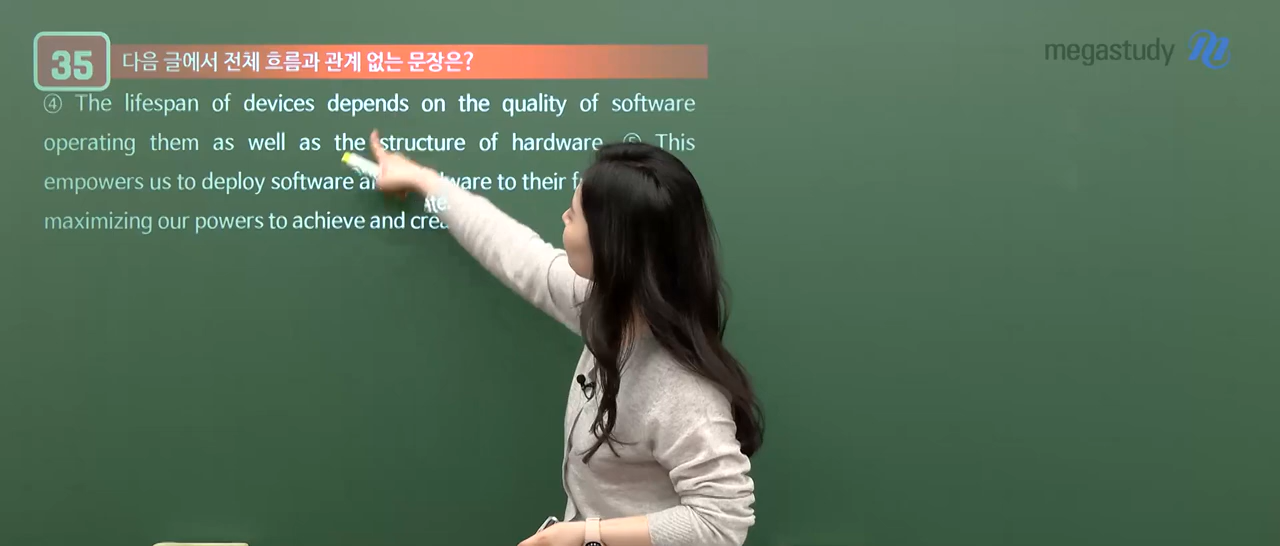 35 다음 글에서 전체 흐름과 관계 없는 문장은?
megastudy
④ The lifespan of devices depends on the quality of software
operating them as well as the structure of hardware. ⑤ This
empowers us to deploy software to their
maximizing our powers to achieve and